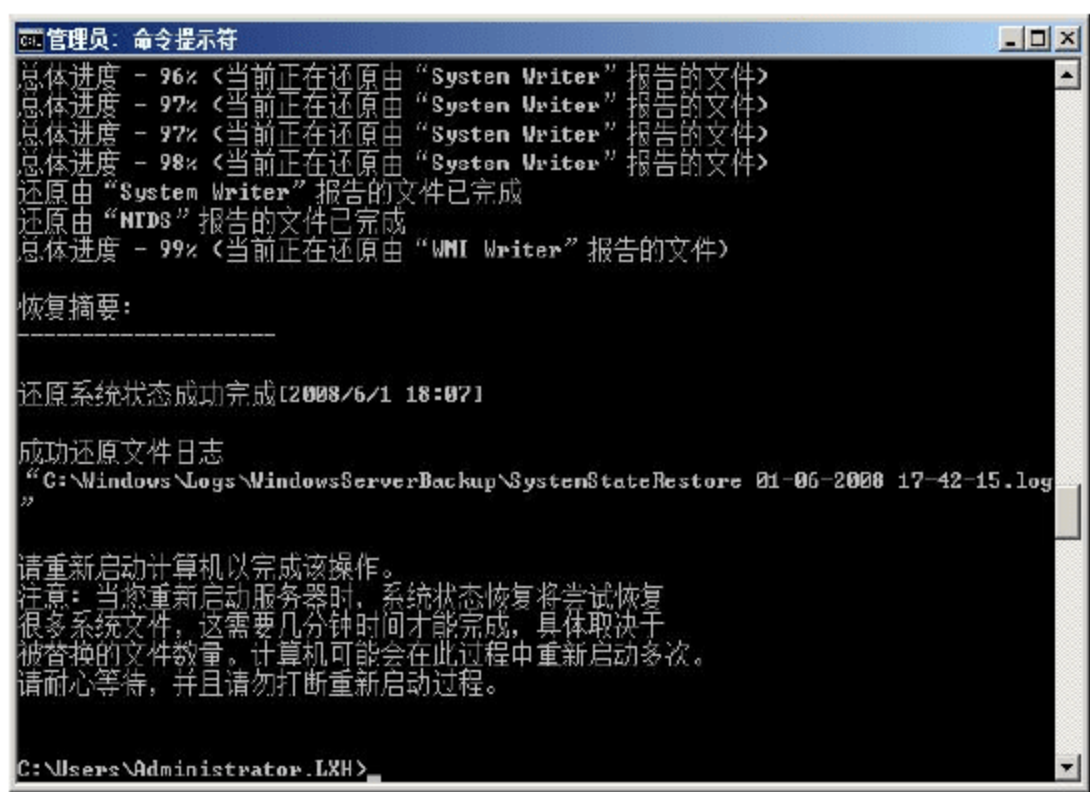 管理员: 命令提示符
总体进度 - 96% (当前正在还原由 “System Writer” 报告的文件)
总体进度 - 97% (当前正在还原由 “System Writer” 报告的文件)
总体进度 - 97% (当前正在还原由 “System Writer” 报告的文件)
总体进度 - 98% (当前正在还原由 “System Writer” 报告的文件)
还原由 “System Writer” 报告的文件已完成
还原由 “NTDS” 报告的文件已完成
总体进度 - 99% (当前正在还原由 “WMI Writer” 报告的文件)
恢复摘要:
--------------------
还原系统状态成功完成[2008/6/1 18:07]
成功还原文件日志
“C:\Windows\Logs\WindowsServerBackup\SystemStateRestore 01-06-2008 17-42-15.log
”
请重新启动计算机以完成该操作。
注意: 当您重新启动服务器时, 系统状态恢复将尝试恢复
很多系统文件, 这需要几分钟时间才能完成, 具体取决于
被替换的文件数量。计算机可能会在此过程中重新启动多次。
请耐心等待, 并且请勿打断重新启动过程。
C:\Users\Administrator.LXH>_